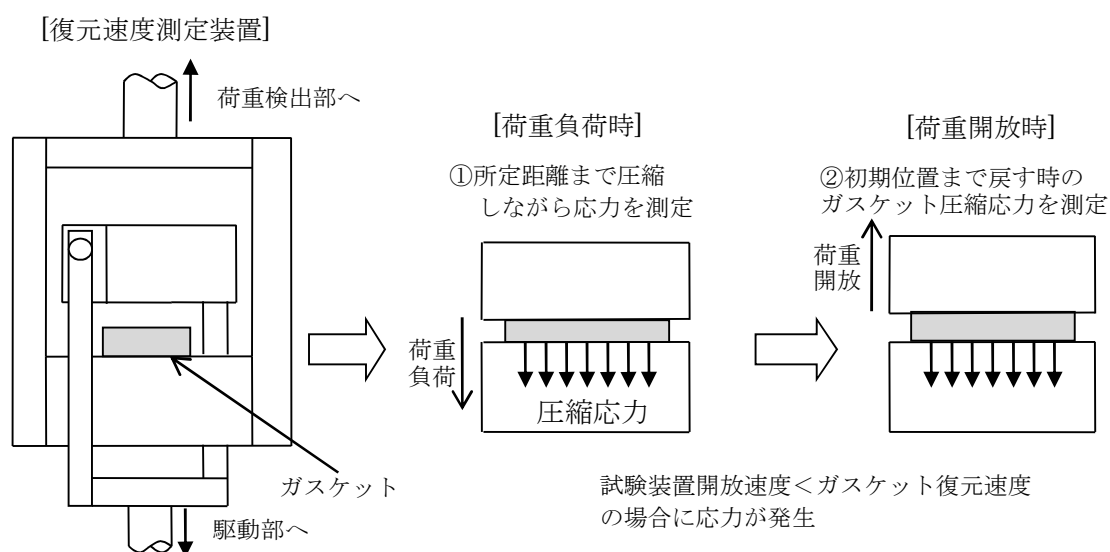 [復元速度測定装置]
荷重検出部へ
ガスケット
駆動部へ
[荷重負荷時]
①所定距離まで圧縮
しながら応力を測定
荷重
負荷
圧縮応力
[荷重開放時]
②初期位置まで戻す時の
ガスケット圧縮応力を測定
荷重
開放
試験装置開放速度＜ガスケット復元速度
の場合に応力が発生